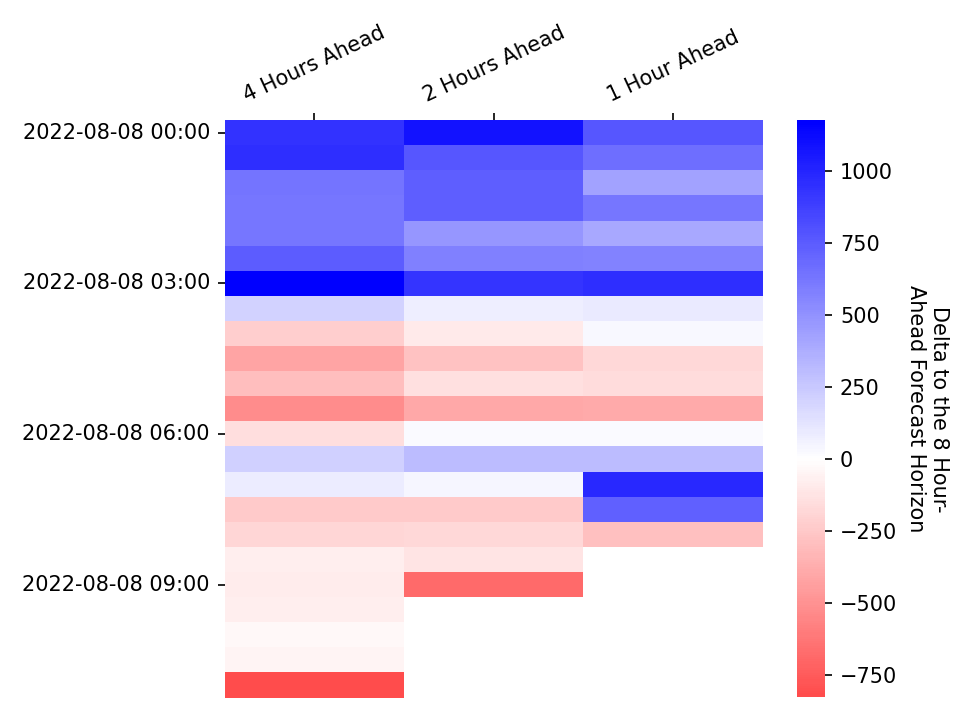 4 Hours Ahead
2 Hours Ahead
1 Hour Ahead
2022-08-08 00:00
2022-08-08 03:00
2022-08-08 06:00
2022-08-08 09:00
1000
750
500
250
0
−250
−500
−750
Delta to the 8 Hour-
Ahead Forecast Horizon